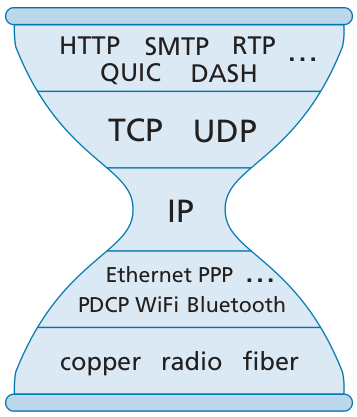 HTTP SMTP RTP ...
QUIC DASH
TCP UDP
IP
Ethernet PPP ...
PDCP WiFi Bluetooth
copper radio fiber